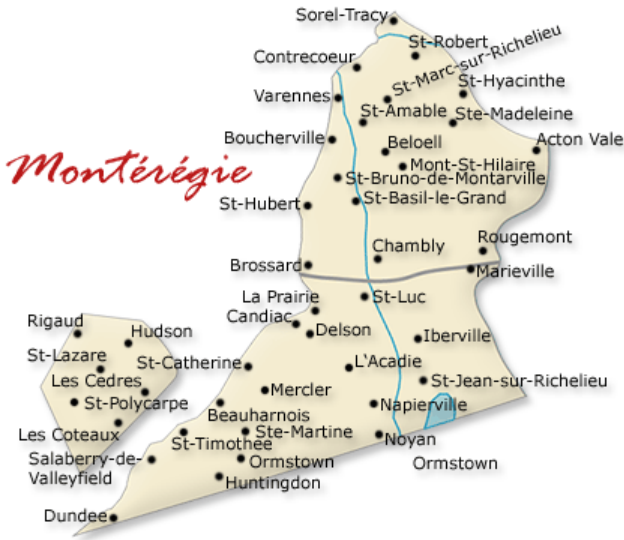 Sorel-Tracy
St-Robert
Contrecoeur
St-Marc-sur-Richelieu
St-Hyacinthe
Varennes
St-Amable
Ste-Madeleine
Boucherville
Beloell
Acton Vale
Montérégie
Mont-St-Hilaire
St-Bruno-de-Montarville
St-Hubert
St-Basil-le-Grand
Chambly
Rougemont
Brossard
Marieville
La Prairie
St-Luc
Candiac
Delson
Rigaud
Hudson
Iberville
St-Lazare
St-Catherine
L'Acadie
Les Cedres
Mercler
St-Jean-sur-Richelieu
St-Polycarpe
Beauharnois
Napierville
Les Coteaux
St-Timothée
Ste-Martine
Noyan
Salaberry-de-
Valleyfield
Ormstown
Ormstown
Huntingdon
Dundee